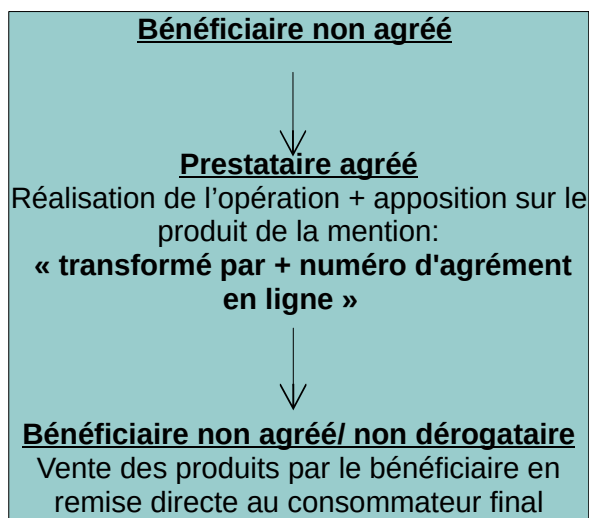 Bénéficiaire non agréé
Prestataire agréé
Réalisation de l'opération + apposition sur le
produit de la mention:
« transformé par + numéro d'agrément
en ligne »
Bénéficiaire non agréé/ non dérogataire
Vente des produits par le bénéficiaire en
remise directe au consommateur final